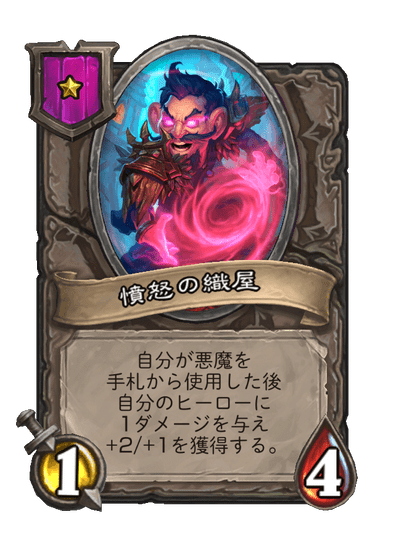 憤怒の織屋
自分が悪魔を
手札から使用した後
自分のヒーローに
1ダメージを与え
+2/+1を獲得する。
1
4